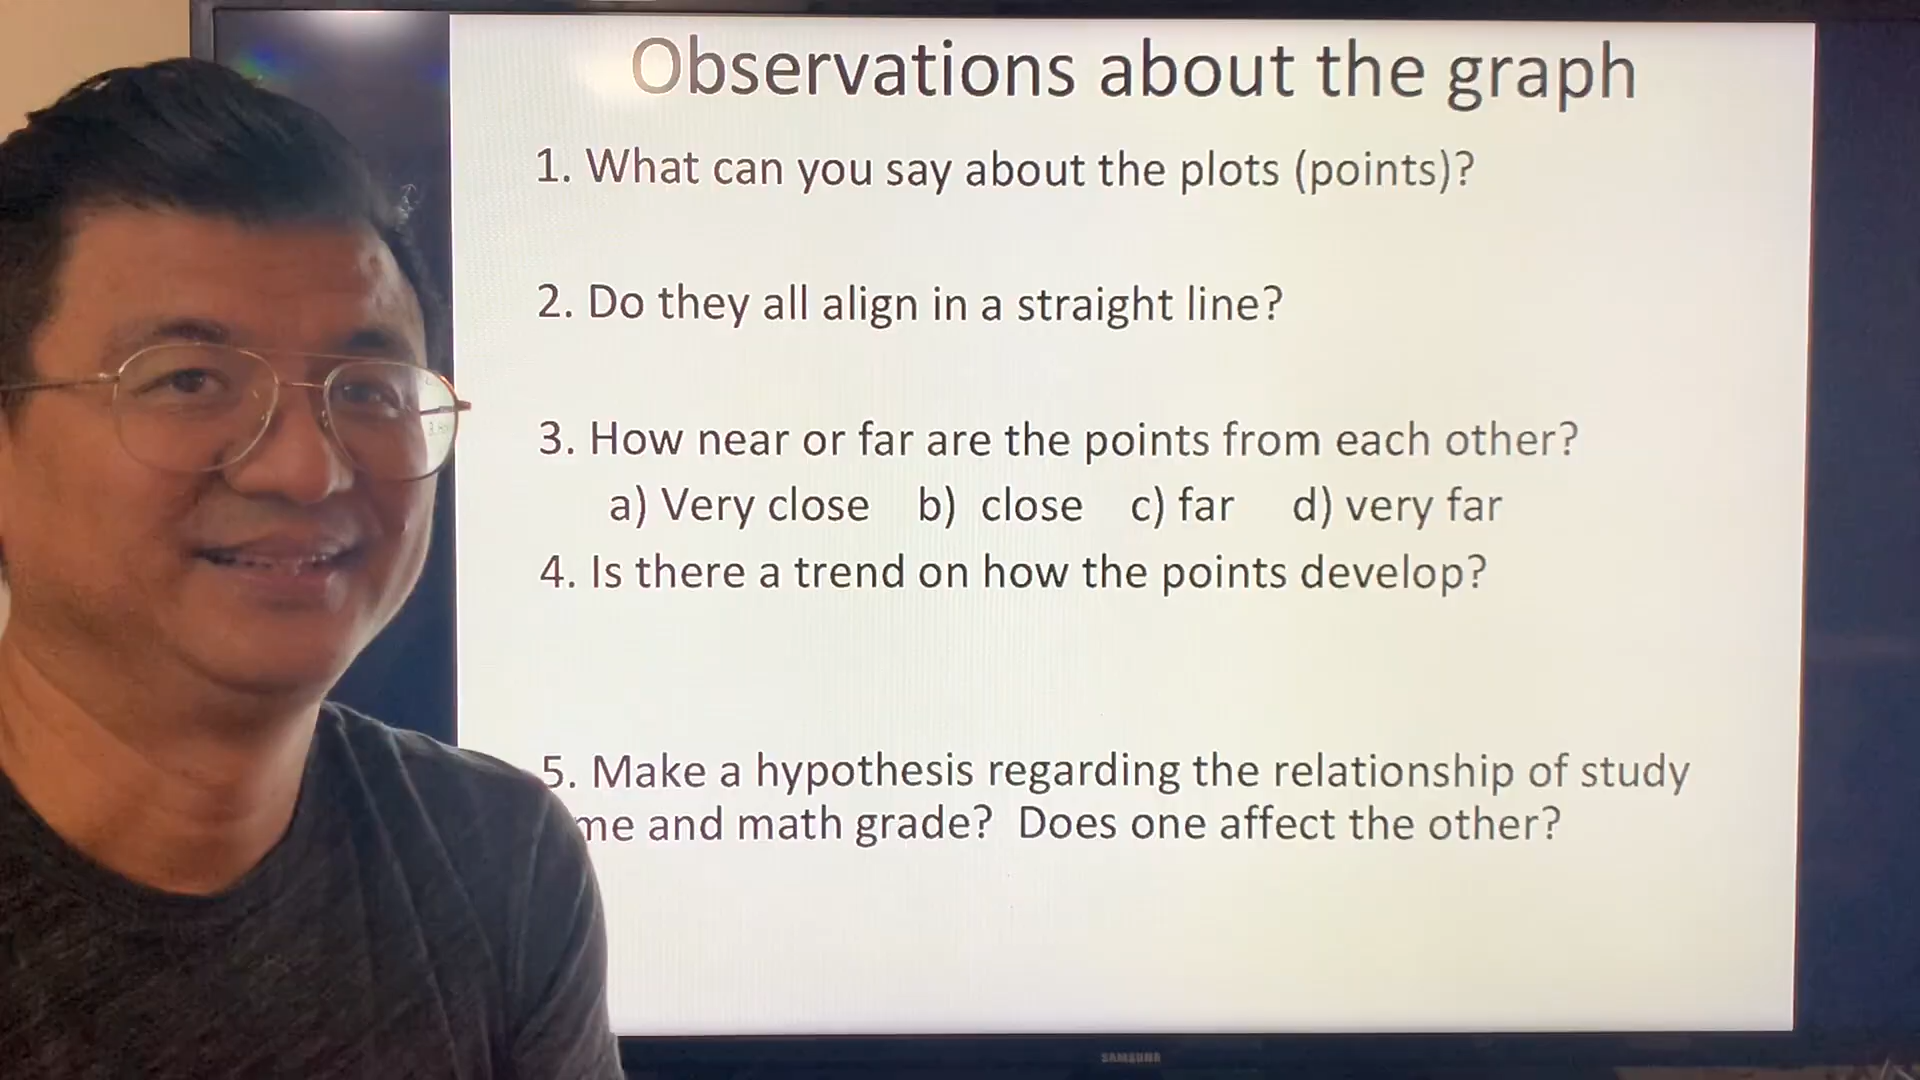 Observations about the graph
1. What can you say about the plots (points)?
2. Do they all align in a straight line?
3. How near or far are the points from each other?
a) Very close b) close c) far d) very far
4. Is there a trend on how the points develop?
5. Make a hypothesis regarding the relationship of study
me and math grade? Does one affect the other?
SAMSUNG